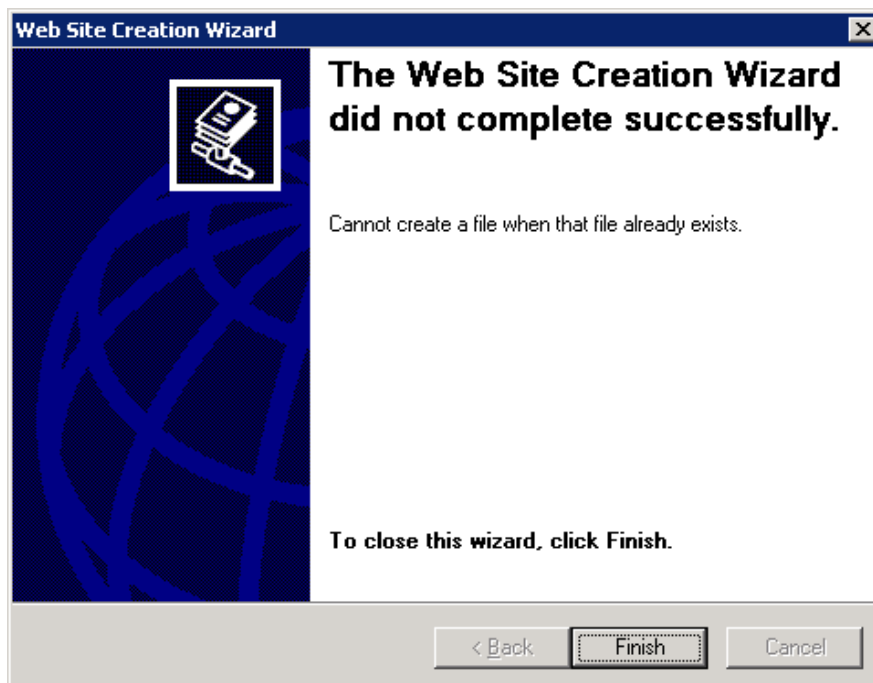 Web Site Creation Wizard
The Web Site Creation Wizard
did not complete successfully.
Cannot create a file when that file already exists.
To close this wizard, click Finish.
< Back
Finish
Cancel